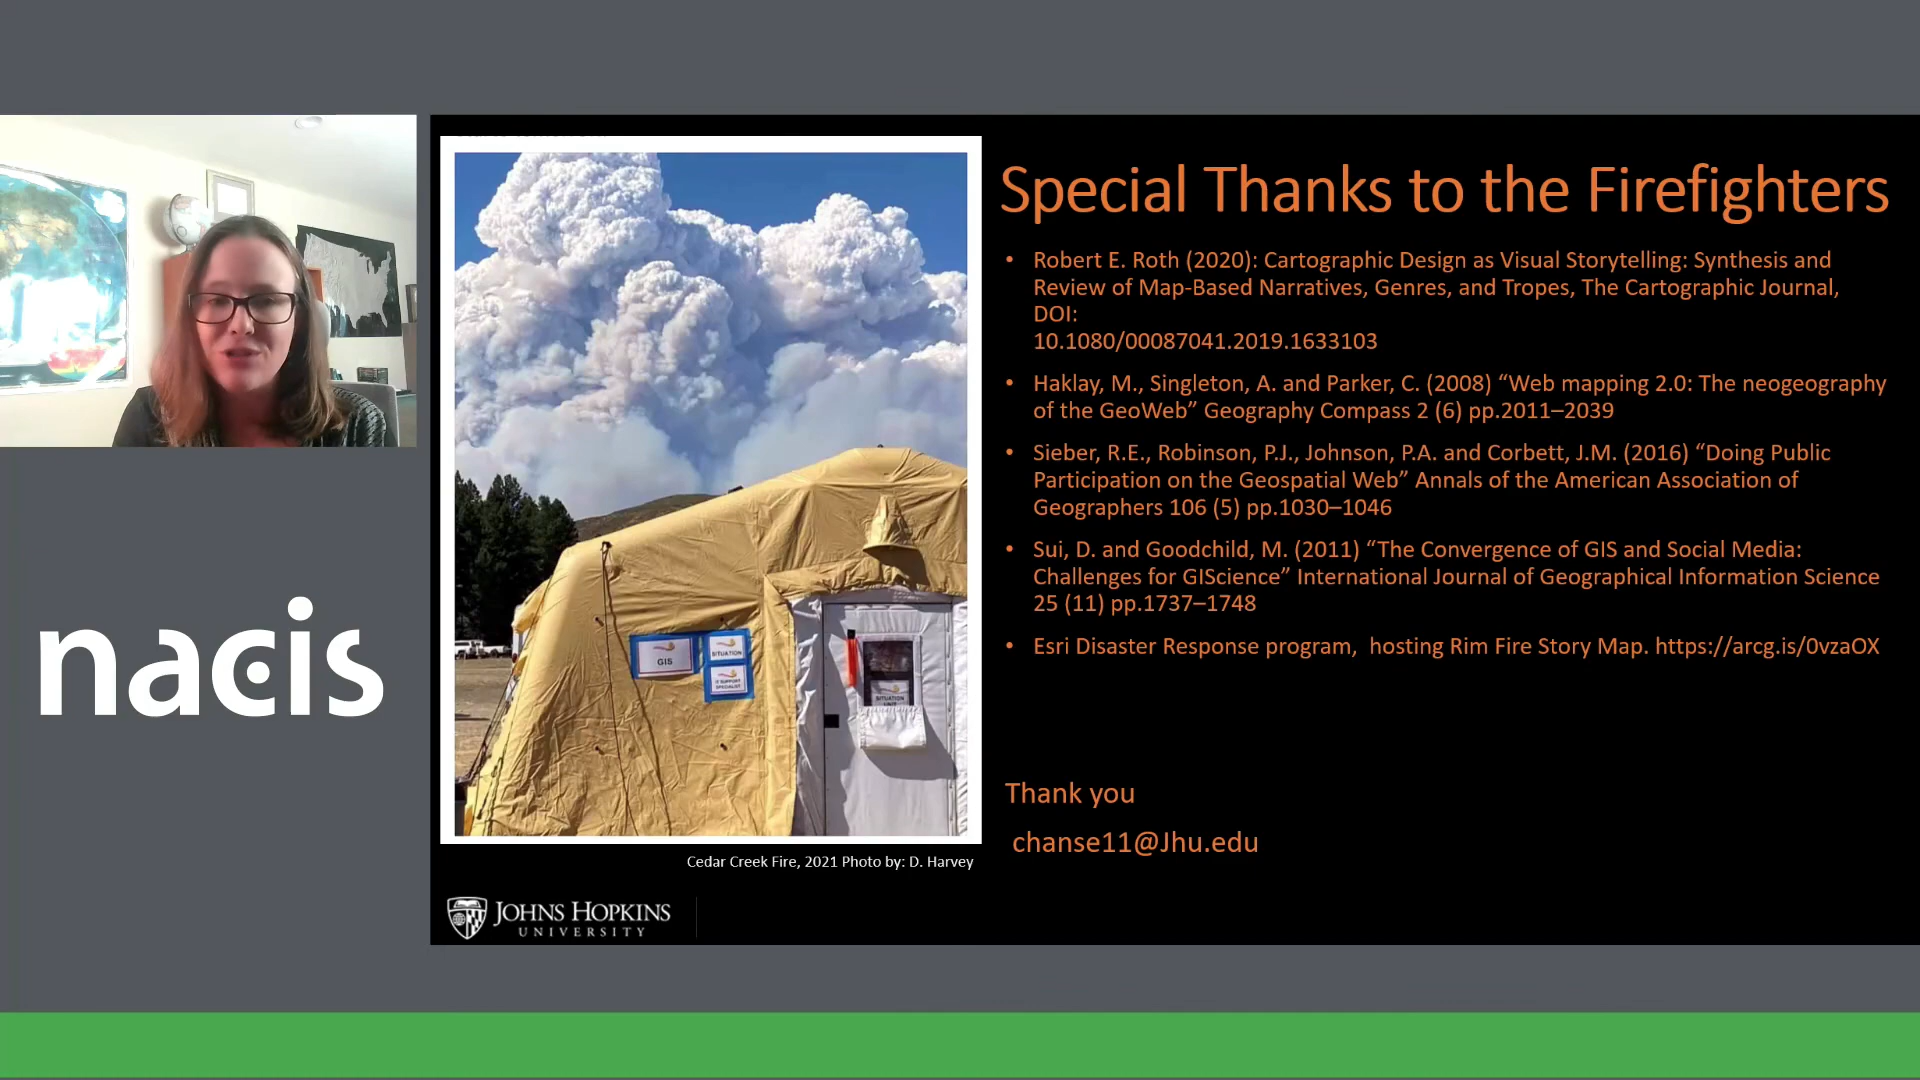 nacis
GIS
SITUATION
IT SUPPORT
SPECIALIST
SITUATION
UNIT
Cedar Creek Fire, 2021 Photo by: D. Harvey
JOHNS HOPKINS
UNIVERSITY
Special Thanks to the Firefighters
• Robert E. Roth (2020): Cartographic Design as Visual Storytelling: Synthesis and
Review of Map-Based Narratives, Genres, and Tropes, The Cartographic Journal,
DOI:
10.1080/00087041.2019.1633103
• Haklay, M., Singleton, A. and Parker, C. (2008) “Web mapping 2.0: The neogeography
of the GeoWeb” Geography Compass 2 (6) pp.2011–2039
• Sieber, R.E., Robinson, P.J., Johnson, P.A. and Corbett, J.M. (2016) “Doing Public
Participation on the Geospatial Web” Annals of the American Association of
Geographers 106 (5) pp.1030–1046
• Sui, D. and Goodchild, M. (2011) “The Convergence of GIS and Social Media:
Challenges for GIScience” International Journal of Geographical Information Science
25 (11) pp.1737–1748
• Esri Disaster Response program,  hosting Rim Fire Story Map. https://arcg.is/0vzaOX
Thank you
chanse11@Jhu.edu